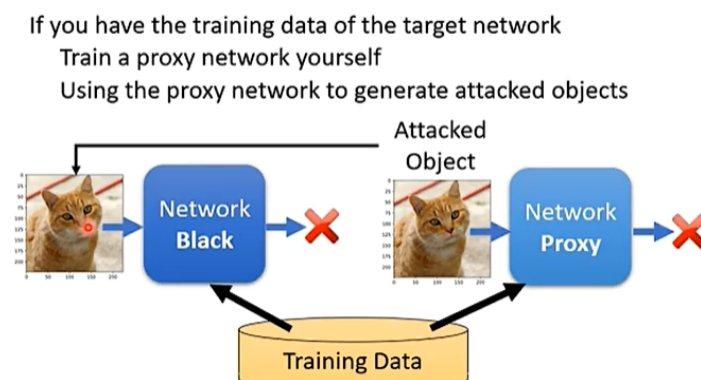 If you have the training data of the target network
Train a proxy network yourself
Using the proxy network to generate attacked objects
Attacked
Object
Network
Black
Network
Proxy
Training Data